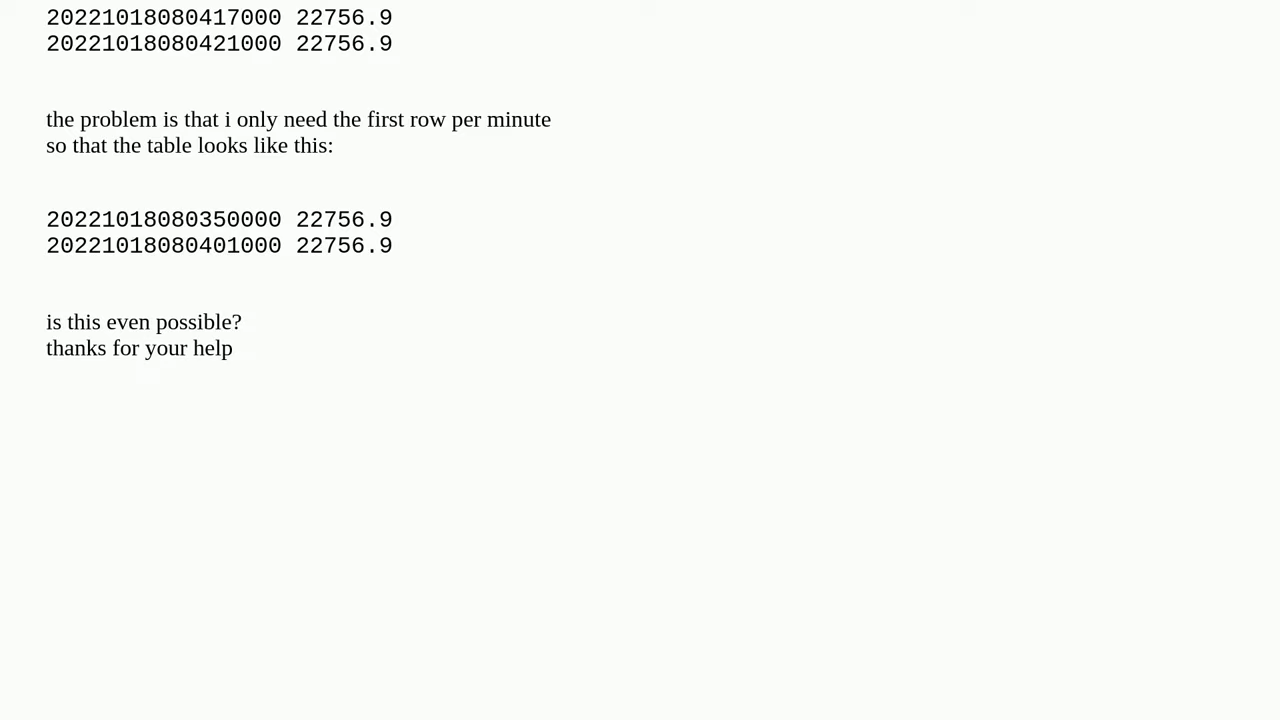 20221018080417000 22756.9
20221018080421000 22756.9
the problem is that i only need the first row per minute
so that the table looks like this:
20221018080350000 22756.9
20221018080401000 22756.9
is this even possible?
thanks for your help